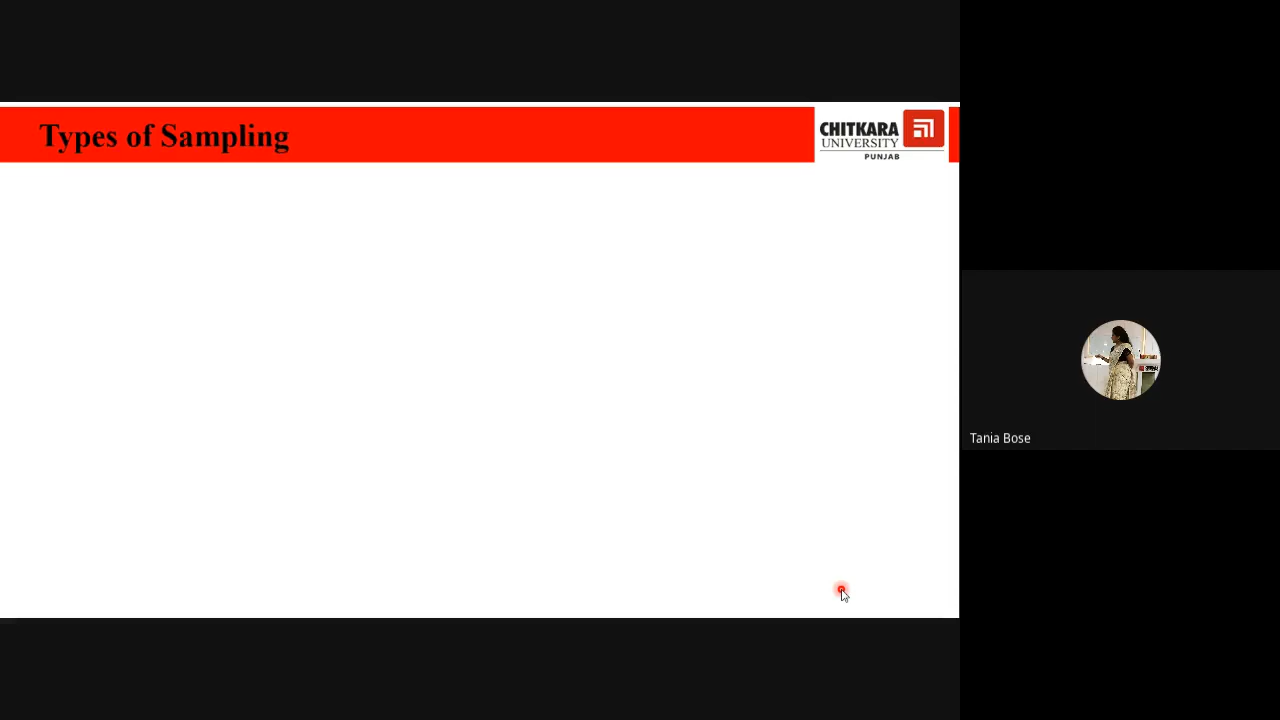 Types of Sampling
CHITKARA
UNIVERSITY
PUNJAB
Tania Bose